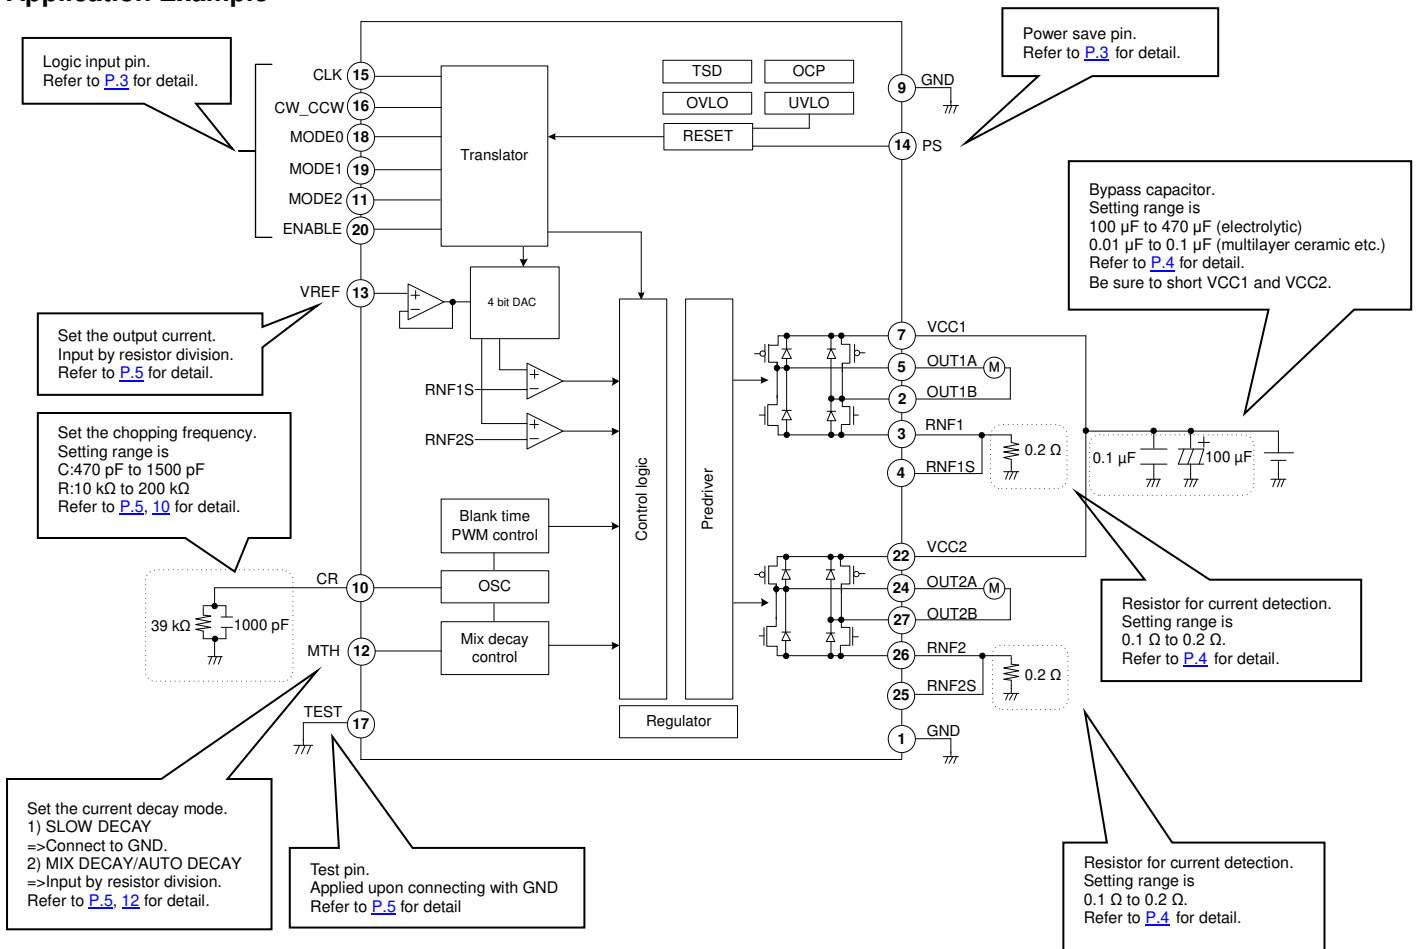 Application Example
Logic input pin.
Refer to P.3 for detail.
Power save pin.
Refer to P.3 for detail.
CLK 15
CW_CCW 16
MODE0 18
MODE1 19
MODE2 11
ENABLE 20
Translator
TSD
OCP
OVLO
UVLO
RESET
9 GND
14 PS
Bypass capacitor.
Setting range is
100 µF to 470 µF (electrolytic)
0.01 µF to 0.1 µF (multilayer ceramic etc.)
Refer to P.4 for detail.
Be sure to short VCC1 and VCC2.
VREF 13
+
−
4 bit DAC
Set the output current.
Input by resistor division.
Refer to P.5 for detail.
RNF1S
+
−
RNF2S
+
−
Set the chopping frequency.
Setting range is
C:470 pF to 1500 pF
R:10 kΩ to 200 kΩ
Refer to P.5, 10 for detail.
Control logic
Predriver
7 VCC1
5 OUT1A
M
2 OUT1B
3 RNF1
4 RNF1S
0.2 Ω
0.1 µF
+
100 µF
Blank time
PWM control
OSC
Mix decay
control
CR
10
39 kΩ
1000 pF
MTH 12
TEST
17
Regulator
22 VCC2
24 OUT2A
M
27 OUT2B
26 RNF2
25 RNF2S
0.2 Ω
1 GND
Resistor for current detection.
Setting range is
0.1 Ω to 0.2 Ω.
Refer to P.4 for detail.
Set the current decay mode.
1) SLOW DECAY
=>Connect to GND.
2) MIX DECAY/AUTO DECAY
=>Input by resistor division.
Refer to P.5, 12 for detail.
Test pin.
Applied upon connecting with GND
Refer to P.5 for detail
Resistor for current detection.
Setting range is
0.1 Ω to 0.2 Ω.
Refer to P.4 for detail.